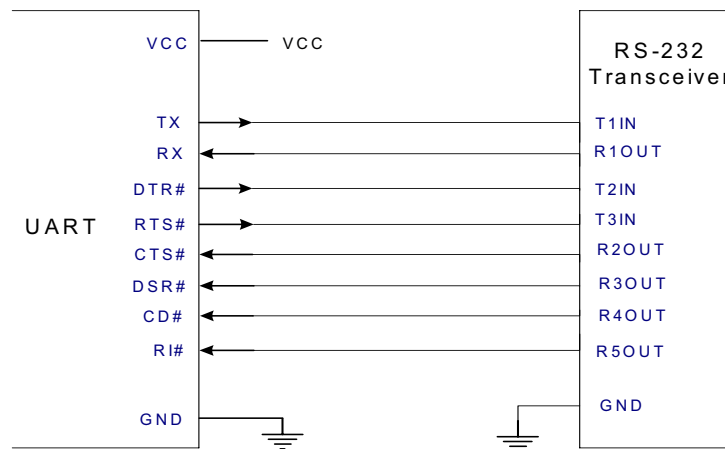 VCC
VCC
RS-232
Transceiver
TX
T1IN
RX
R1OUT
DTR#
T2IN
UART
RTS#
T3IN
CTS#
R2OUT
DSR#
R3OUT
CD#
R4OUT
RI#
R5OUT
GND
GND